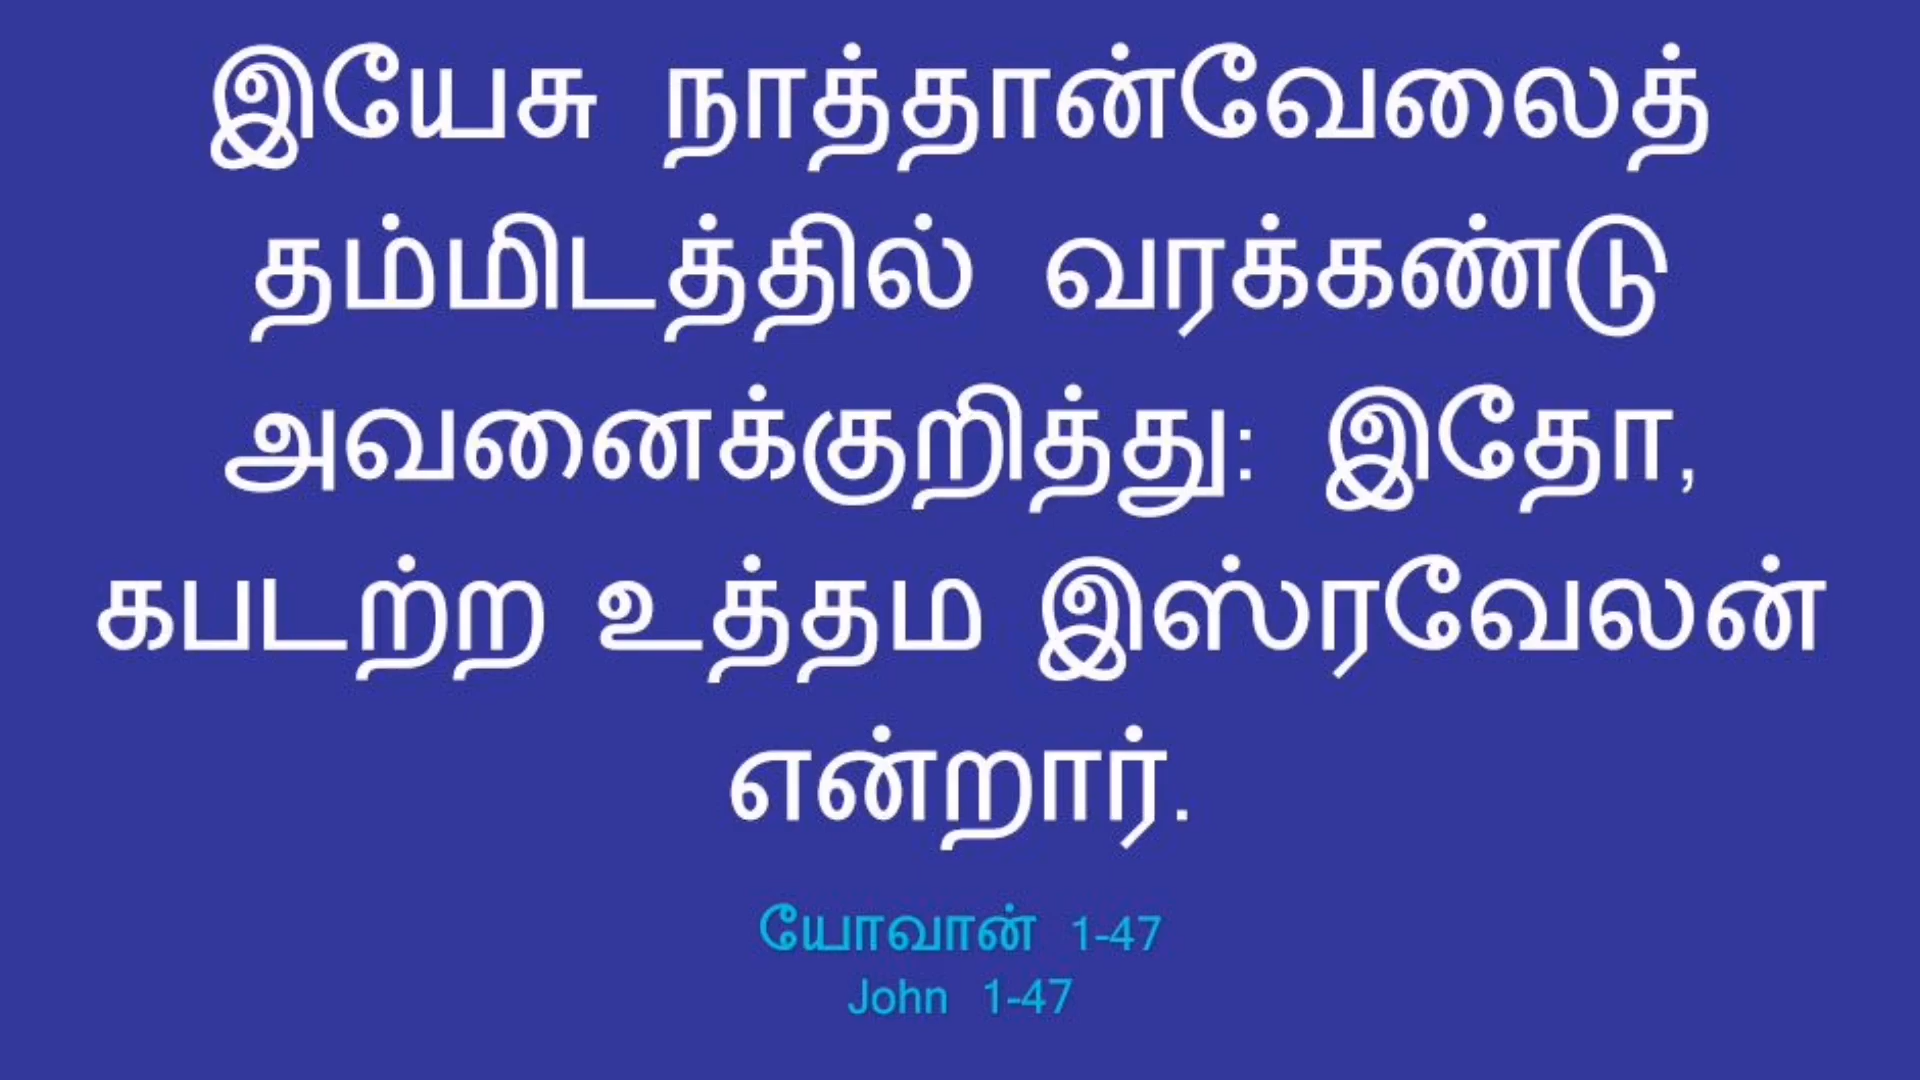 இயேசு நாத்தான்வேலைத்
தம்மிடத்தில் வரக்கண்டு
அவனைக்குறித்து: இதோ,
கபடற்ற உத்தம இஸ்ரவேலன்
என்றார்.
யோவான் 1-47
John 1-47